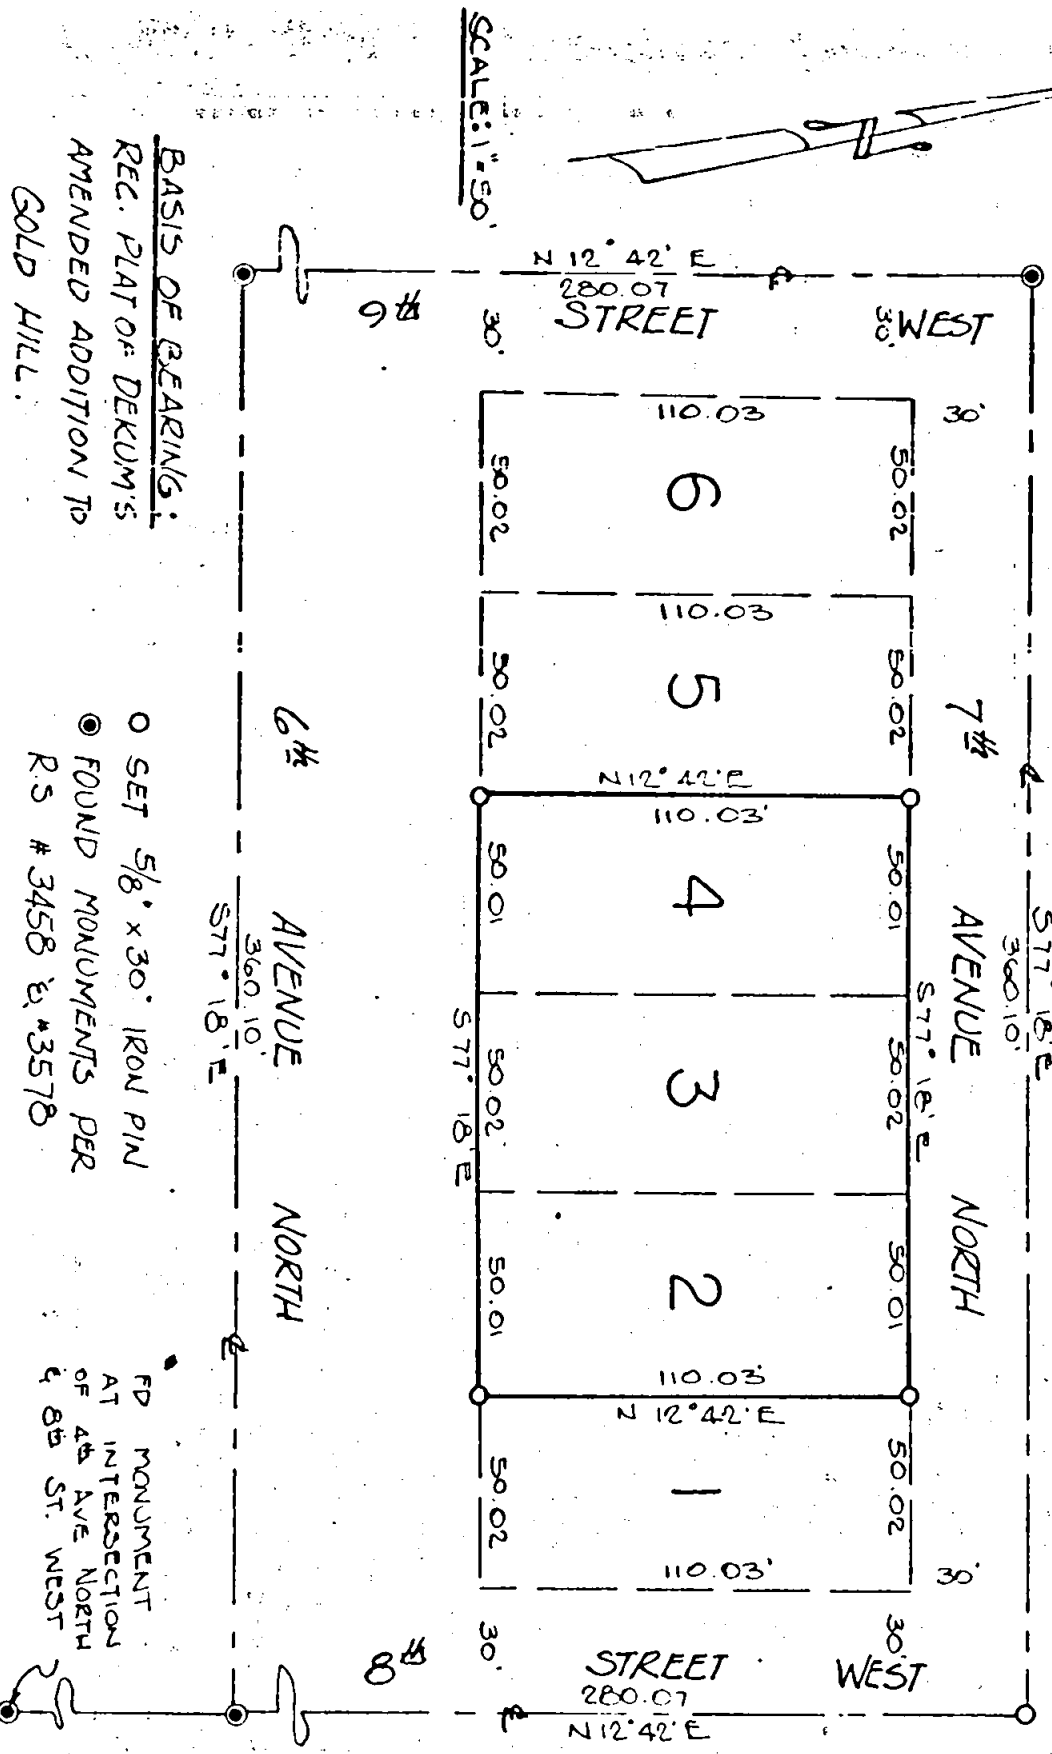 SCALE: 1"=50'
N 12° 42' E
280.07
9th STREET WEST
30'
30'
30'
110.03
50.02
6
50.02
110.03
50.02
5
50.02
N 12° 42' E
110.03'
50.01
4
50.01
7th AVENUE NORTH
S 77° 18' E
360.10'
S 77° 18' E
50.02
3
50.02
S 77° 18' E
50.01
2
50.01
110.03'
N 12° 42' E
50.02
1
50.02
110.03'
30'
30'
30'
8th STREET WEST
280.07
N 12° 42' E
6th AVENUE NORTH
360.10'
S 77° 18' E
BASIS OF BEARING:
REC. PLAT OF DEKUM'S
AMENDED ADDITION TO
GOLD HILL.
O SET 5/8" x 30" IRON PIN
FOUND MONUMENTS PER
R.S # 3458 & #3578
FD MONUMENT
AT INTERSECTION
OF 4th AVE NORTH
& 8th ST. WEST